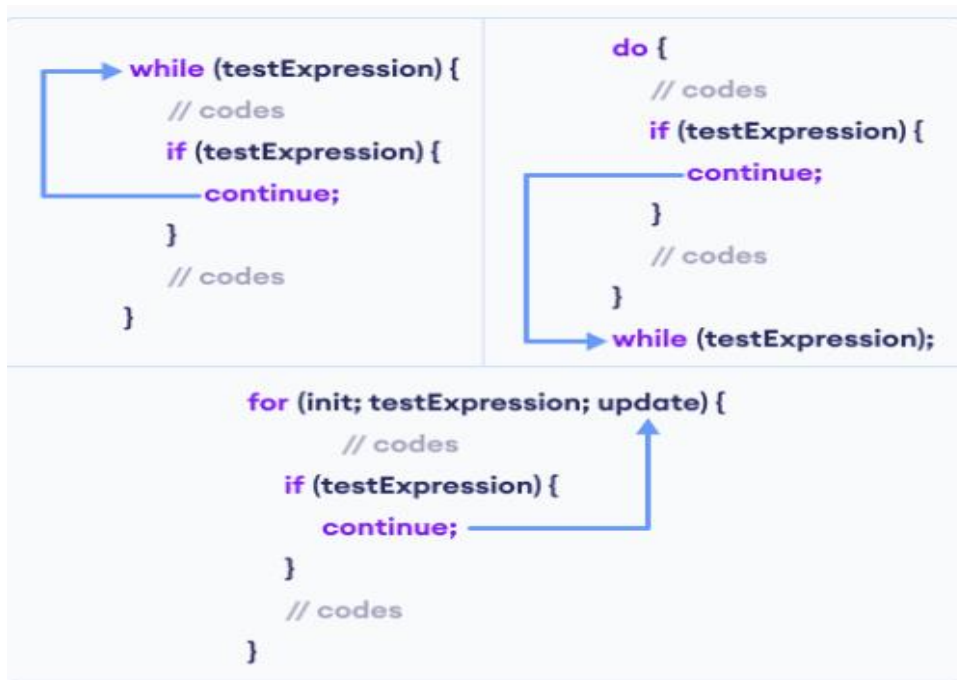 while (testExpression) {
// codes
if (testExpression) {
continue;
}
// codes
}
do {
// codes
if (testExpression) {
continue;
}
// codes
}
while (testExpression);
for (init; testExpression; update) {
// codes
if (testExpression) {
continue;
}
// codes
}